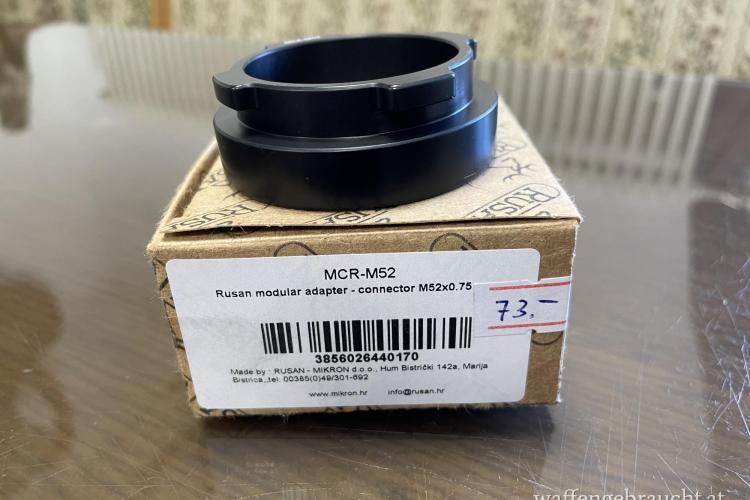 MCR-M52
Rusan modular adapter - connector M52x0.75
73.-
3856026440170
Made by : RUSAN - MIKRON d.o.o., Hum Bistrički 142a, Marija
Bistrica,,tel: 00385(0)49/301-692
www.mikron.hr info@rusan.hr
waffengebraucht.at